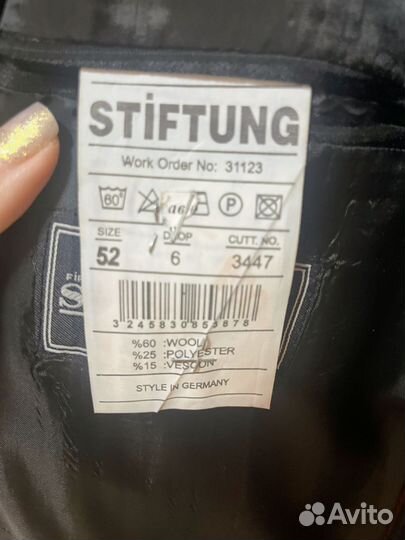 STİFTUNG
Work Order No: 31123
60°
P
SIZE DROP CUTT. NO.
52 6 3447
3245830853878
%60 :WOOL
%25 :POLYESTER
%15 :VESCON
STYLE IN GERMANY
Avito